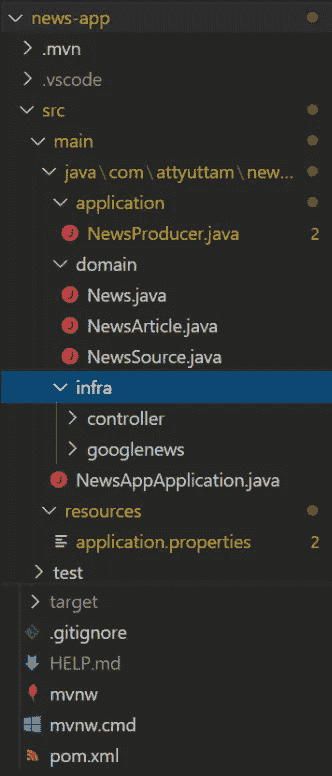 news-app
.mvn
.vscode
src
main
java\com\attyuttam\new...
application
NewsProducer.java 2
domain
News.java
NewsArticle.java
NewsSource.java
infra
controller
googlenews
NewsAppApplication.java
resources
application.properties 2
test
target
.gitignore
HELP.md
mvnw
mvnw.cmd
pom.xml